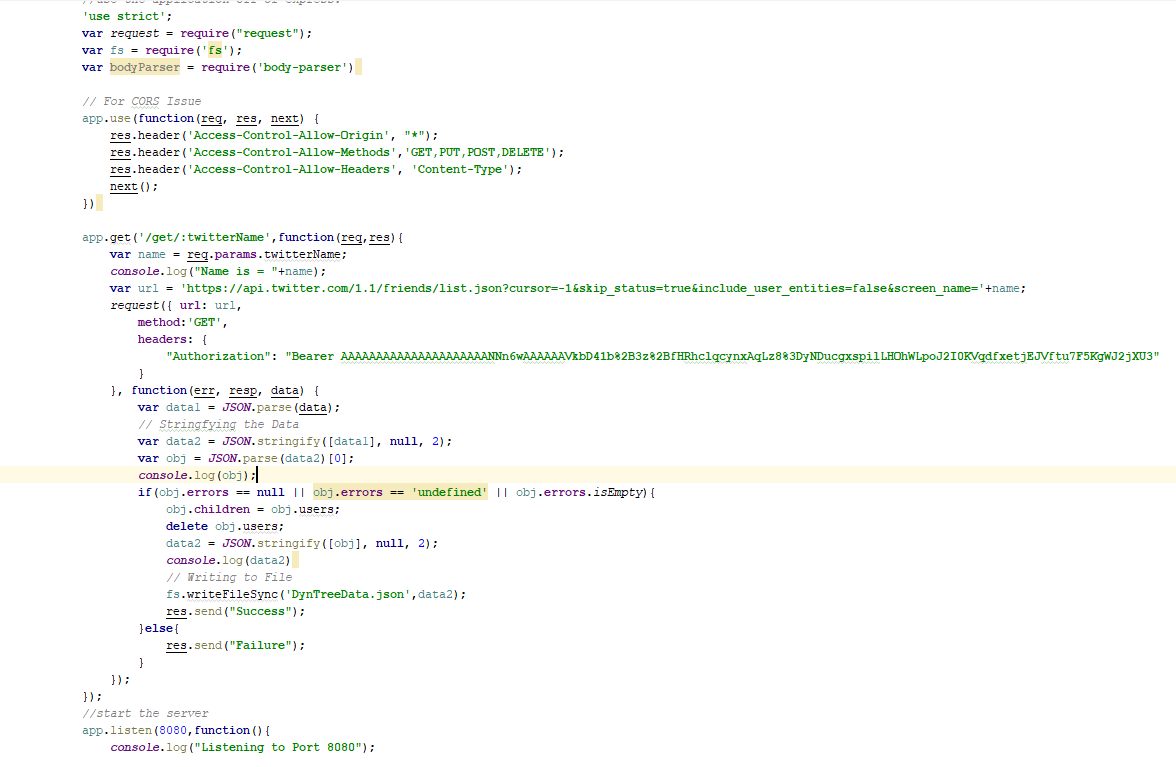 //use the application off of express.
'use strict';
var request = require("request");
var fs = require('fs');
var bodyParser = require('body-parser')
// For CORS Issue
app.use(function(req, res, next) {
res.header('Access-Control-Allow-Origin', "*");
res.header('Access-Control-Allow-Methods','GET,PUT,POST,DELETE');
res.header('Access-Control-Allow-Headers', 'Content-Type');
next();
})
app.get('/get/:twitterName',function(req,res){
var name = req.params.twitterName;
console.log("Name is = "+name);
var url = 'https://api.twitter.com/1.1/friends/list.json?cursor=-1&skip_status=true&include_user_entities=false&screen_name='+name;
request({ url: url,
method:'GET',
headers: {
"Authorization": "Bearer AAAAAAAAAAAAAAAAAAAAANNn6wAAAAAAVkbD41b%2B3z%2BfHRhclqcynxAqLz8%3DyNDucgxspilLHOhWLpoJ2I0KVqdfxetjEJVftu7F5KgWJ2jXU3"
}
}, function(err, resp, data) {
var data1 = JSON.parse(data);
// Stringfying the Data
var data2 = JSON.stringify([data1], null, 2);
var obj = JSON.parse(data2)[0];
console.log(obj);
if(obj.errors == null || obj.errors == 'undefined' || obj.errors.isEmpty){
obj.children = obj.users;
delete obj.users;
data2 = JSON.stringify([obj], null, 2);
console.log(data2)
// Writing to File
fs.writeFileSync('DynTreeData.json',data2);
res.send("Success");
}else{
res.send("Failure");
}
});
});
//start the server
app.listen(8080,function(){
console.log("Listening to Port 8080");